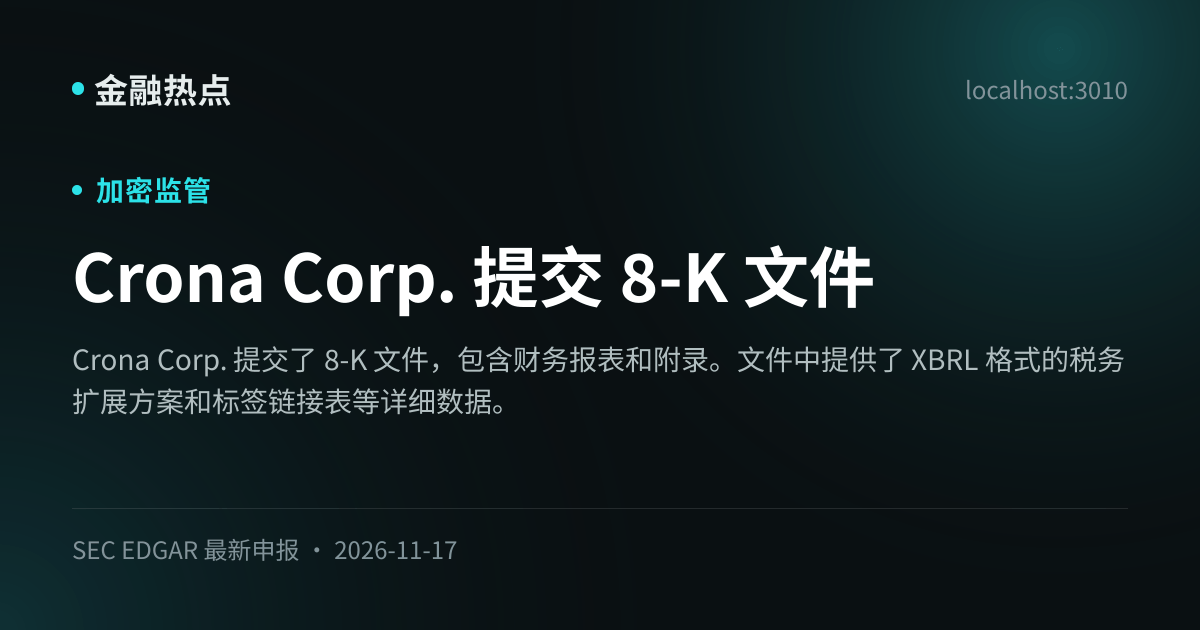 金融热点
localhost:3010
加密监管
Crona Corp. 提交 8-K 文件
Crona Corp. 提交了 8-K 文件，包含财务报表和附录。文件中提供了 XBRL 格式的税务
扩展方案和标签链接表等详细数据。
SEC EDGAR 最新申报 · 2026-11-17